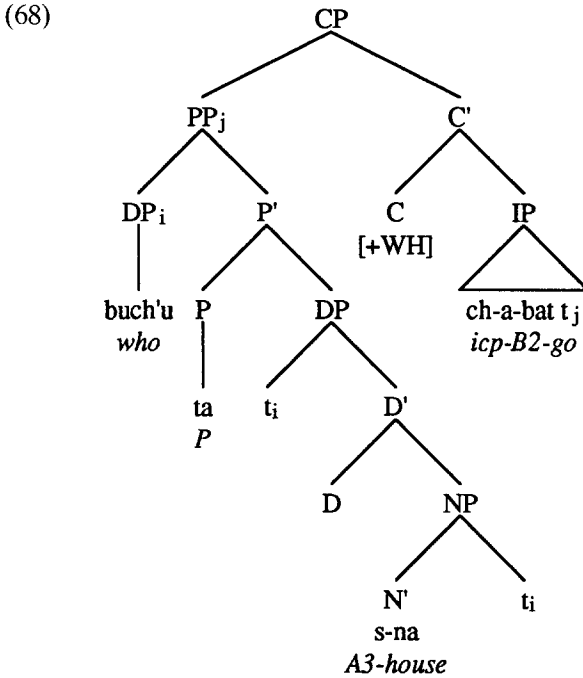 (68)
CP
PPj C'
DPi P' C IP
[+WH]
buch'u P DP ch-a-bat tj
who icp-B2-go
ta ti D'
P
D NP
N' ti
s-na
A3-house